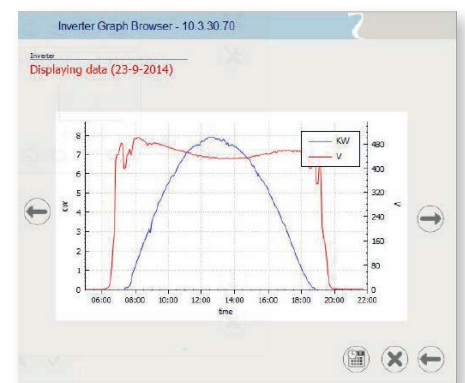 Inverter Graph Browser - 10.3.30.70
Inverter
Displaying data (23-9-2014)
KW
V
8
7
6
5
4
3
2
1
0
KW
480
400
320
240
160
80
0
V
06:00 08:00 10:00 12:00 14:00 16:00 18:00 20:00 22:00
time